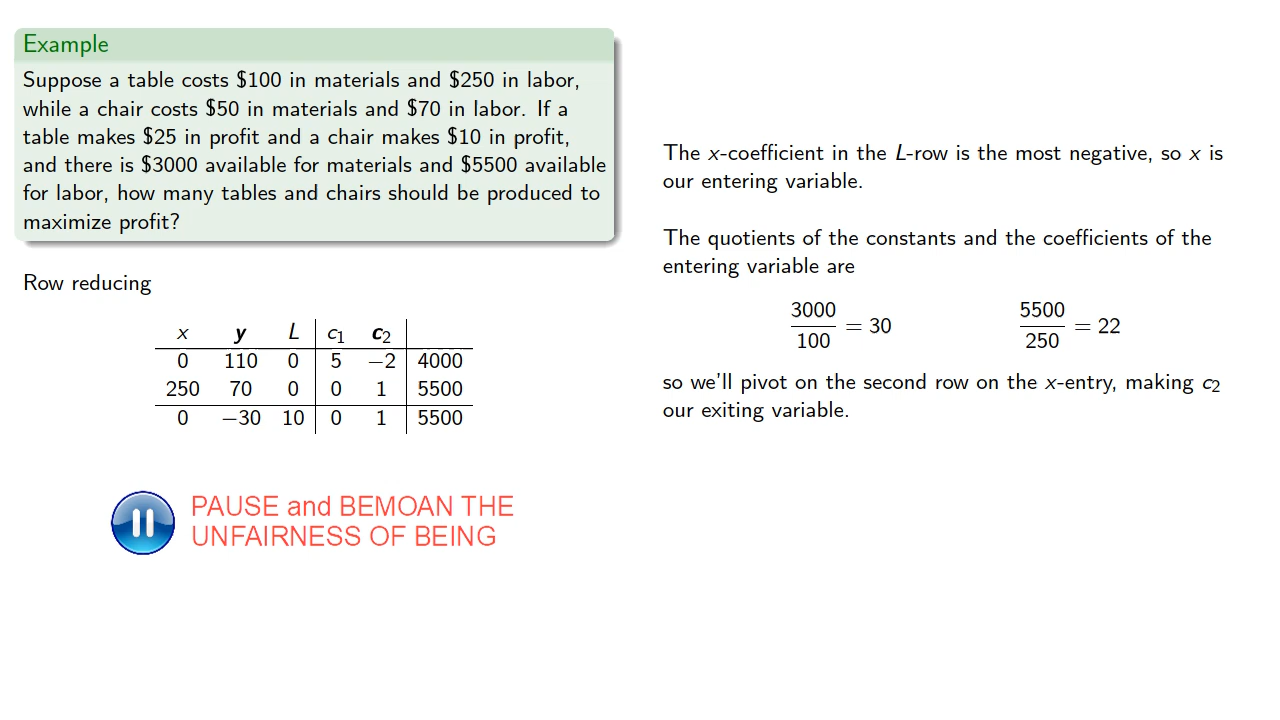 Example
Suppose a table costs $100 in materials and $250 in labor,
while a chair costs $50 in materials and $70 in labor. If a
table makes $25 in profit and a chair makes $10 in profit,
and there is $3000 available for materials and $5500 available
for labor, how many tables and chairs should be produced to
maximize profit?
Row reducing
x y L c₁ c₂
0 110 0 5 −2 4000
250 70 0 0 1 5500
0 −30 10 0 1 5500
PAUSE and BEMOAN THE
UNFAIRNESS OF BEING
The x-coefficient in the L-row is the most negative, so x is
our entering variable.
The quotients of the constants and the coefficients of the
entering variable are
3000/100 = 30 5500/250 = 22
so we'll pivot on the second row on the x-entry, making c₂
our exiting variable.